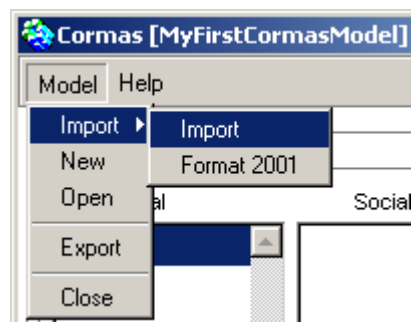 Cormas [MyFirstCormasModel]
Model Help
Import Import
New Format 2001
Open Social
Export
Close